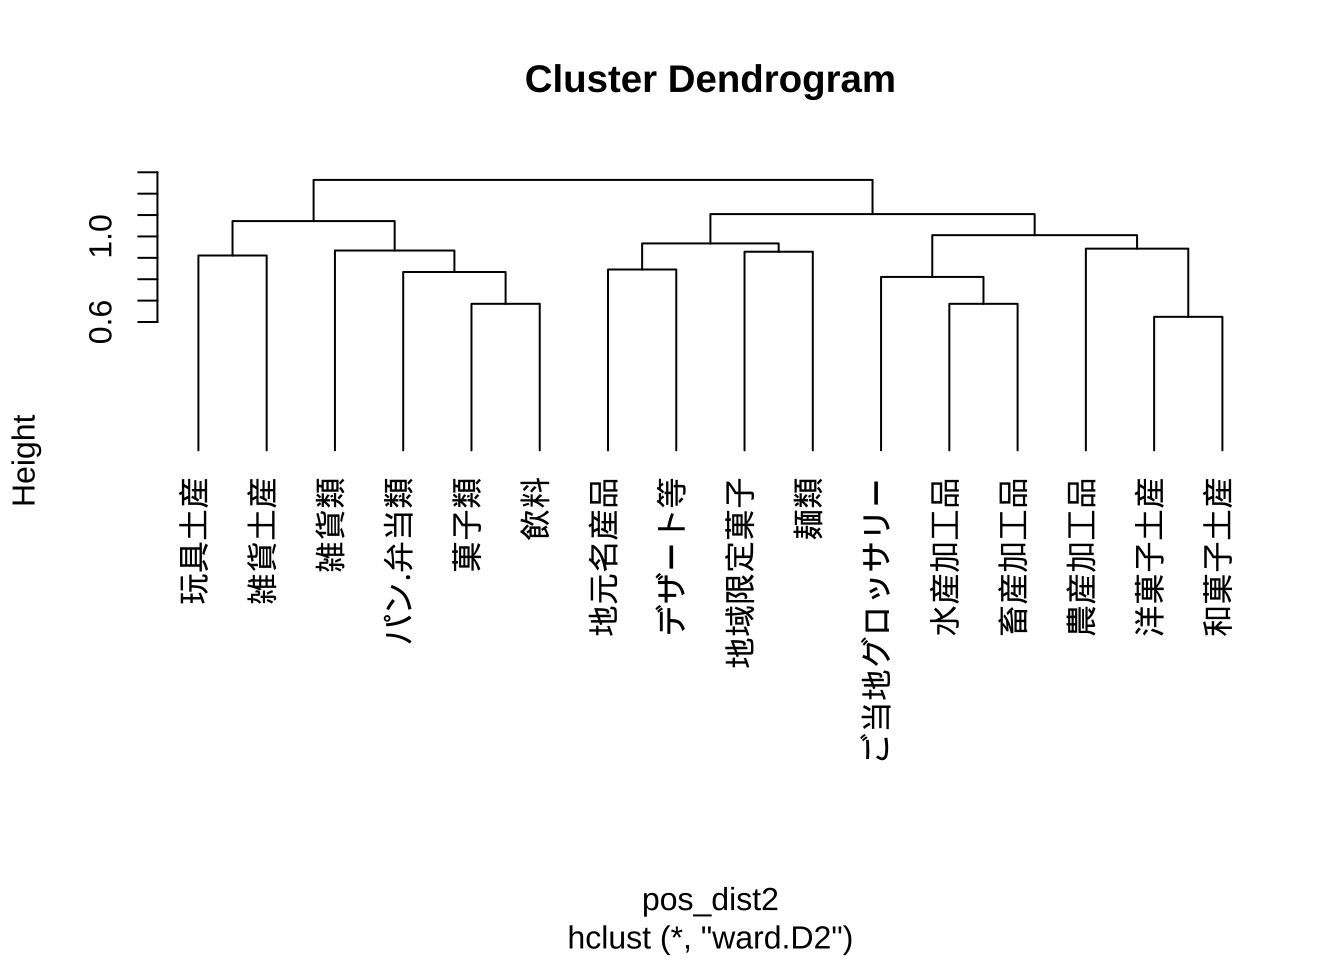 Cluster Dendrogram
1.0
0.6
Height
玩具土産
雑貨土産
雑貨類
パン.弁当類
菓子類
飲料
地元名産品
デザート等
地域限定菓子
麺類
ご当地グロッサリー
水産加工品
畜産加工品
農産加工品
洋菓子土産
和菓子土産
pos_dist2
hclust (*, "ward.D2")